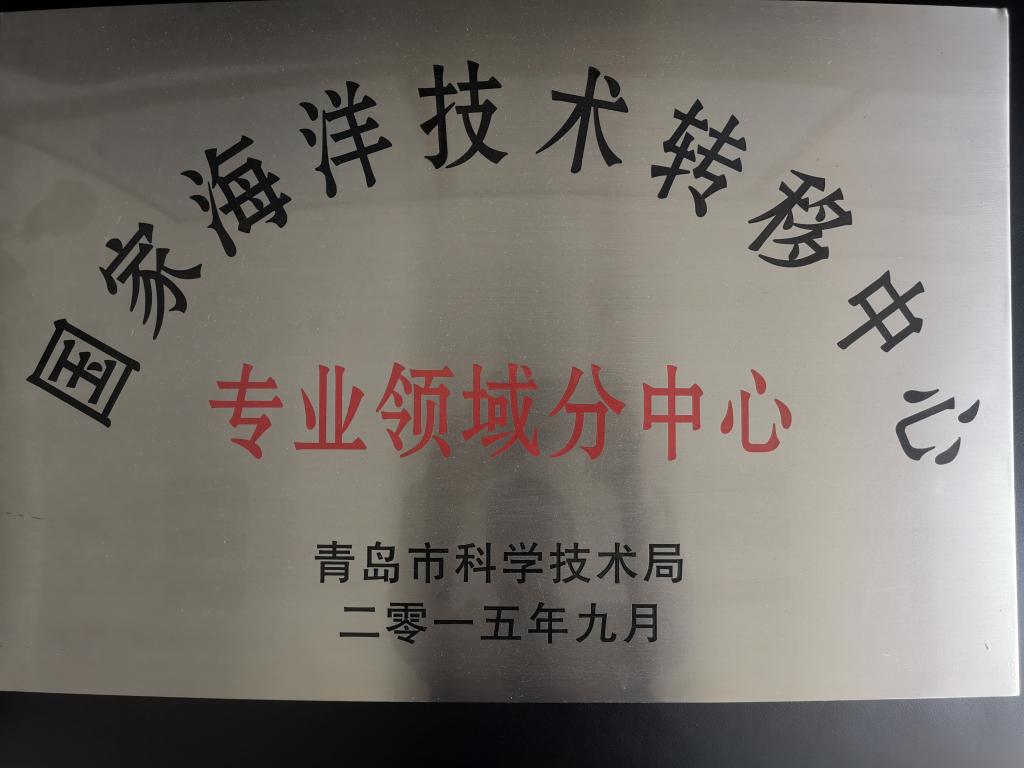 国家海洋技术转移中心
专业领域分中心
青岛市科学技术局
二零一五年九月